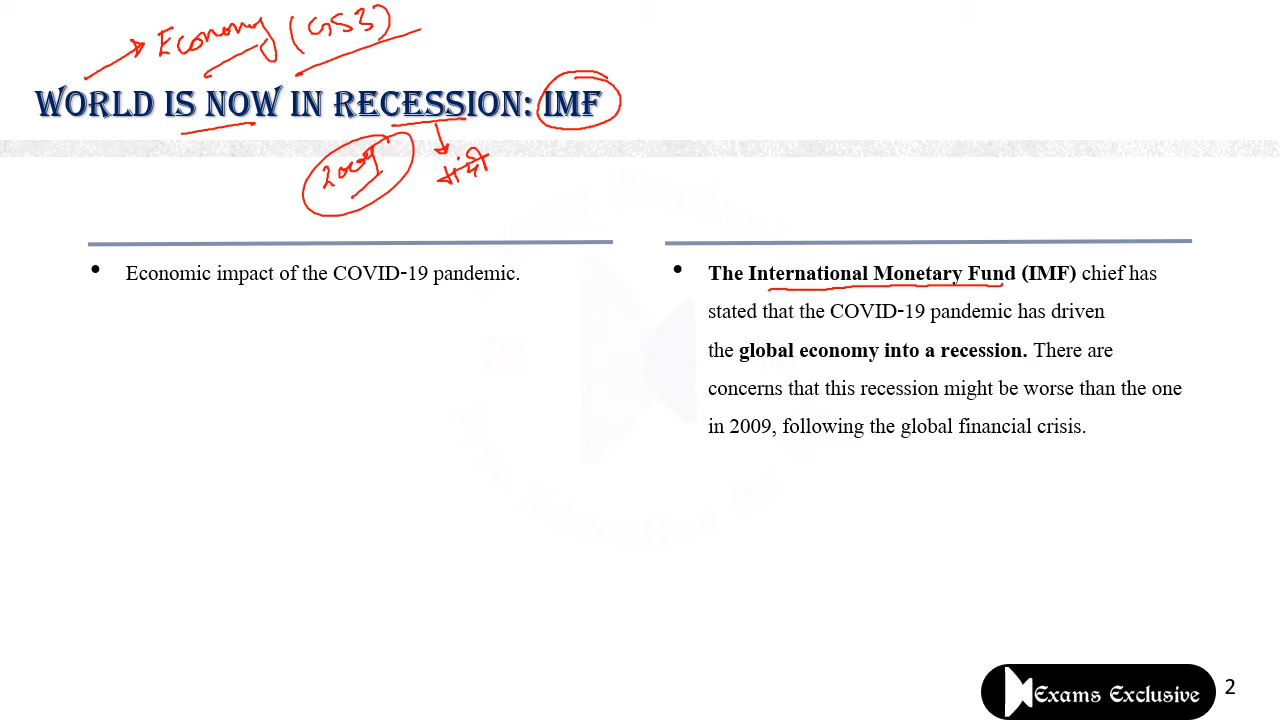 Economy (GS3)
WORLD IS NOW IN RECESSION: IMF
2009
मंदी
• Economic impact of the COVID-19 pandemic.
• The International Monetary Fund (IMF) chief has
stated that the COVID-19 pandemic has driven
the global economy into a recession. There are
concerns that this recession might be worse than the one
in 2009, following the global financial crisis.
Exams Exclusive
2